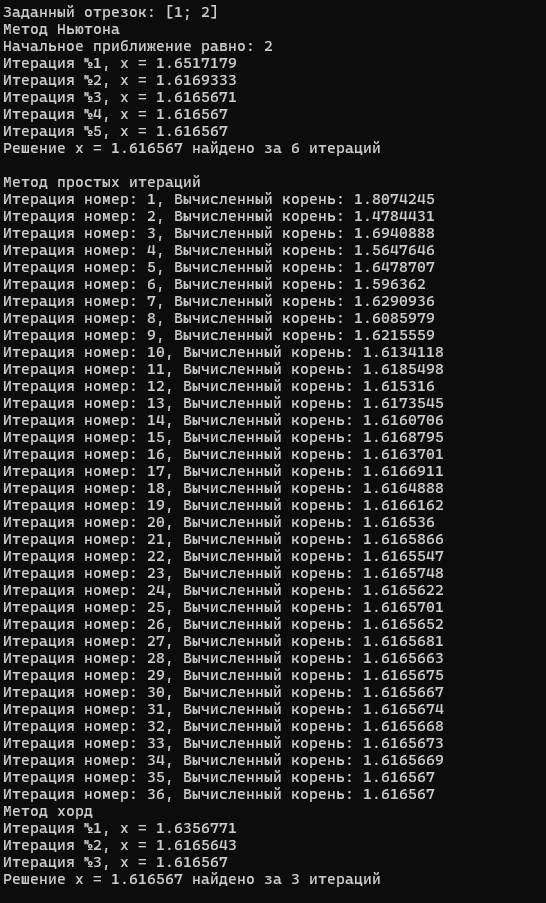 Заданный отрезок: [1; 2]
Метод Ньютона
Начальное приближение равно: 2
Итерация №1, x = 1.6517179
Итерация №2, x = 1.6169333
Итерация №3, x = 1.6165671
Итерация №4, x = 1.616567
Итерация №5, x = 1.616567
Решение x = 1.616567 найдено за 6 итераций
Метод простых итераций
Итерация номер: 1, Вычисленный корень: 1.8074245
Итерация номер: 2, Вычисленный корень: 1.4784431
Итерация номер: 3, Вычисленный корень: 1.6940888
Итерация номер: 4, Вычисленный корень: 1.5647646
Итерация номер: 5, Вычисленный корень: 1.6478707
Итерация номер: 6, Вычисленный корень: 1.596362
Итерация номер: 7, Вычисленный корень: 1.6290936
Итерация номер: 8, Вычисленный корень: 1.6085979
Итерация номер: 9, Вычисленный корень: 1.6215559
Итерация номер: 10, Вычисленный корень: 1.6134118
Итерация номер: 11, Вычисленный корень: 1.6185498
Итерация номер: 12, Вычисленный корень: 1.615316
Итерация номер: 13, Вычисленный корень: 1.6173545
Итерация номер: 14, Вычисленный корень: 1.6160706
Итерация номер: 15, Вычисленный корень: 1.6168795
Итерация номер: 16, Вычисленный корень: 1.6163701
Итерация номер: 17, Вычисленный корень: 1.6166911
Итерация номер: 18, Вычисленный корень: 1.6164888
Итерация номер: 19, Вычисленный корень: 1.6166162
Итерация номер: 20, Вычисленный корень: 1.616536
Итерация номер: 21, Вычисленный корень: 1.6165866
Итерация номер: 22, Вычисленный корень: 1.6165547
Итерация номер: 23, Вычисленный корень: 1.6165748
Итерация номер: 24, Вычисленный корень: 1.6165622
Итерация номер: 25, Вычисленный корень: 1.6165701
Итерация номер: 26, Вычисленный корень: 1.6165652
Итерация номер: 27, Вычисленный корень: 1.6165681
Итерация номер: 28, Вычисленный корень: 1.6165663
Итерация номер: 29, Вычисленный корень: 1.6165675
Итерация номер: 30, Вычисленный корень: 1.6165667
Итерация номер: 31, Вычисленный корень: 1.6165674
Итерация номер: 32, Вычисленный корень: 1.6165668
Итерация номер: 33, Вычисленный корень: 1.6165673
Итерация номер: 34, Вычисленный корень: 1.6165669
Итерация номер: 35, Вычисленный корень: 1.616567
Итерация номер: 36, Вычисленный корень: 1.616567
Метод хорд
Итерация №1, x = 1.6356771
Итерация №2, x = 1.6165643
Итерация №3, x = 1.616567
Решение x = 1.616567 найдено за 3 итераций